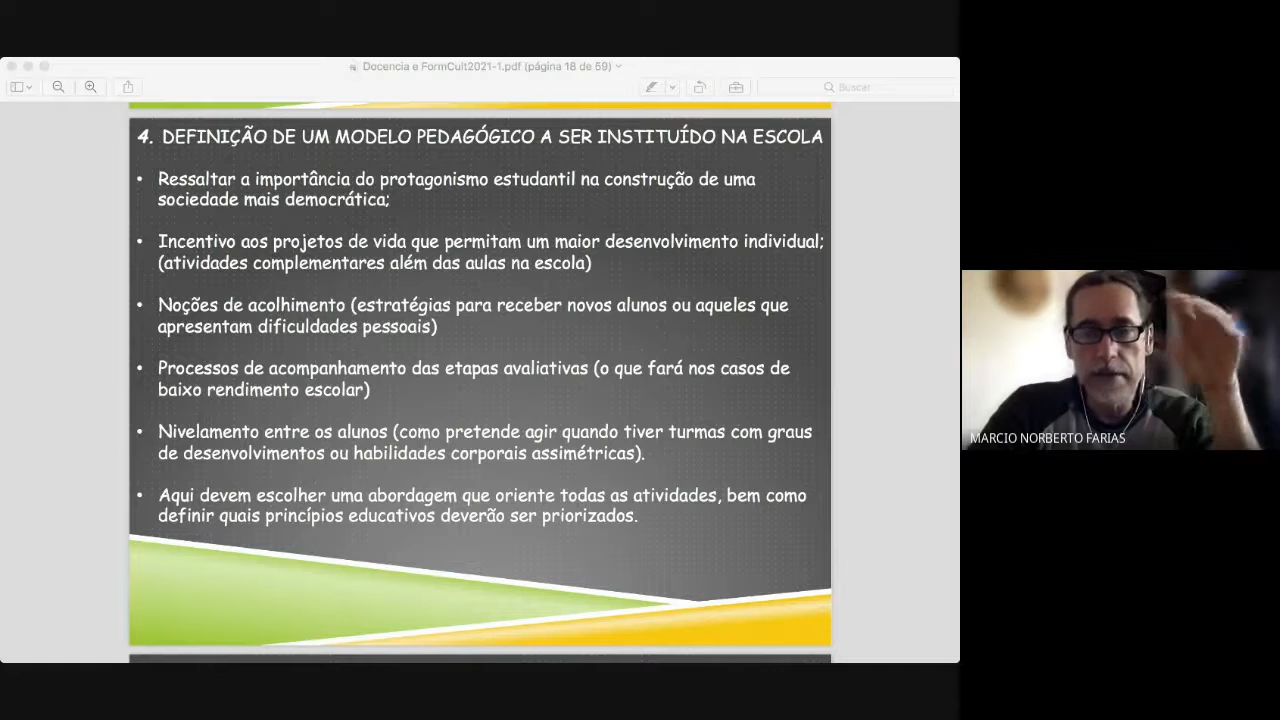 Docencia e FormCult2021-1.pdf (página 18 de 59)
Buscar
4. DEFINIÇÃO DE UM MODELO PEDAGÓGICO A SER INSTITUÍDO NA ESCOLA
• Ressaltar a importância do protagonismo estudantil na construção de uma
sociedade mais democrática;
• Incentivo aos projetos de vida que permitam um maior desenvolvimento individual;
(atividades complementares além das aulas na escola)
• Noções de acolhimento (estratégias para receber novos alunos ou aqueles que
apresentam dificuldades pessoais)
• Processos de acompanhamento das etapas avaliativas (o que fará nos casos de
baixo rendimento escolar)
• Nivelamento entre os alunos (como pretende agir quando tiver turmas com graus
de desenvolvimentos ou habilidades corporais assimétricas).
• Aqui devem escolher uma abordagem que oriente todas as atividades, bem como
definir quais princípios educativos deverão ser priorizados.
MARCIO NORBERTO FARIAS